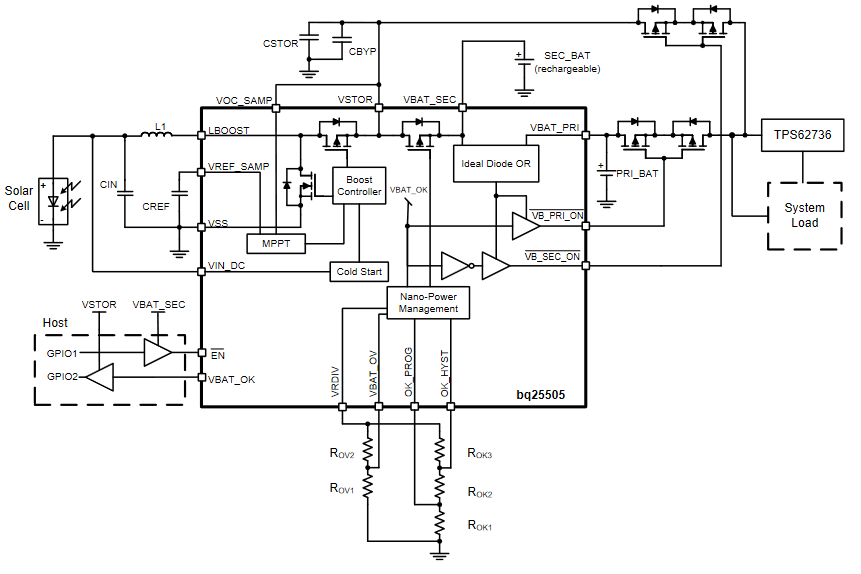 CSTOR
CBYP
SEC_BAT
(rechargeable)
+
VOC_SAMP
VSTOR
VBAT_SEC
L1
LBOOST
VBAT_PRI
TPS62736
Ideal Diode OR
VREF_SAMP
+
PRI_BAT
Solar
Cell
+
-
CIN
CREF
Boost
Controller
VBAT_OK
System
Load
VSS
VB_PRI_ON
MPPT
VB_SEC_ON
VIN_DC
Cold Start
Nano-Power
Management
VSTOR
VBAT_SEC
Host
GPIO1
EN
GPIO2
VBAT_OK
VRDIV
VBAT_OV
OK_PROG
OK_HYST
bq25505
ROV2
ROK3
ROV1
ROK2
ROK1